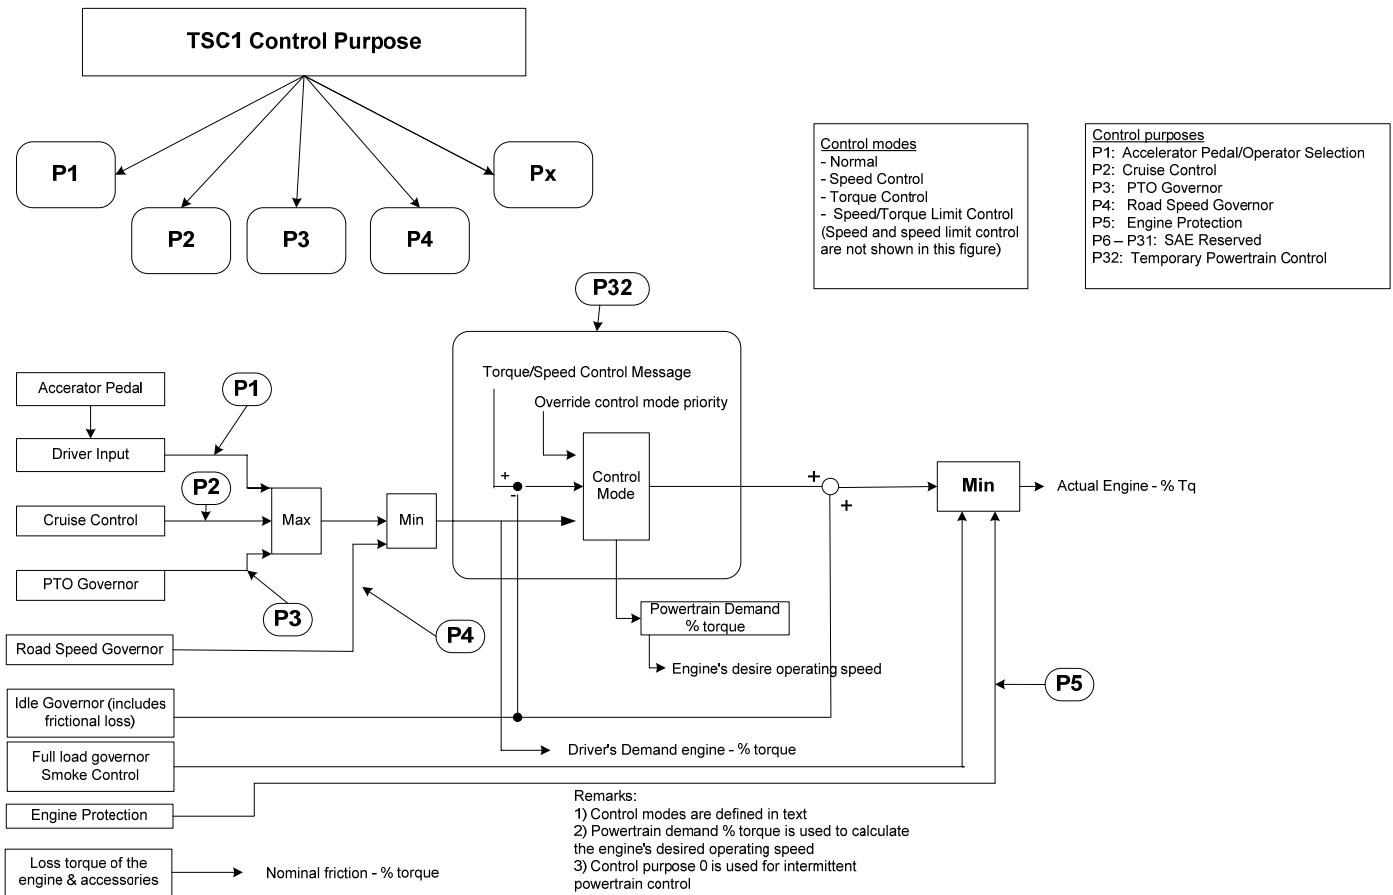 TSC1 Control Purpose
P1
Px
P2
P3
P4
Control modes
- Normal
- Speed Control
- Torque Control
- Speed/Torque Limit Control
(Speed and speed limit control
are not shown in this figure)
Control purposes
P1: Accelerator Pedal/Operator Selection
P2: Cruise Control
P3: PTO Governor
P4: Road Speed Governor
P5: Engine Protection
P6 – P31: SAE Reserved
P32: Temporary Powertrain Control
P32
Torque/Speed Control Message
Override control mode priority
Accerator Pedal
P1
Driver Input
P2
Cruise Control
PTO Governor
P3
Max
Min
+
-
Control
Mode
+
+
Min
Actual Engine - % Tq
P4
Road Speed Governor
Powertrain Demand
% torque
Engine's desire operating speed
P5
Idle Governor (includes
frictional loss)
Driver's Demand engine - % torque
Full load governor
Smoke Control
Engine Protection
Loss torque of the
engine & accessories
Nominal friction - % torque
Remarks:
1) Control modes are defined in text
2) Powertrain demand % torque is used to calculate
the engine's desired operating speed
3) Control purpose 0 is used for intermittent
powertrain control